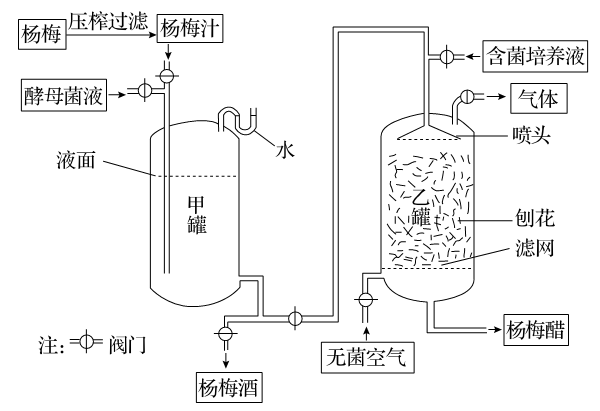 杨梅
压榨过滤
杨梅汁
酵母菌液
含菌培养液
气体
喷头
水
液面
甲罐
乙罐
刨花
滤网
注:
阀门
杨梅酒
无菌空气
杨梅醋